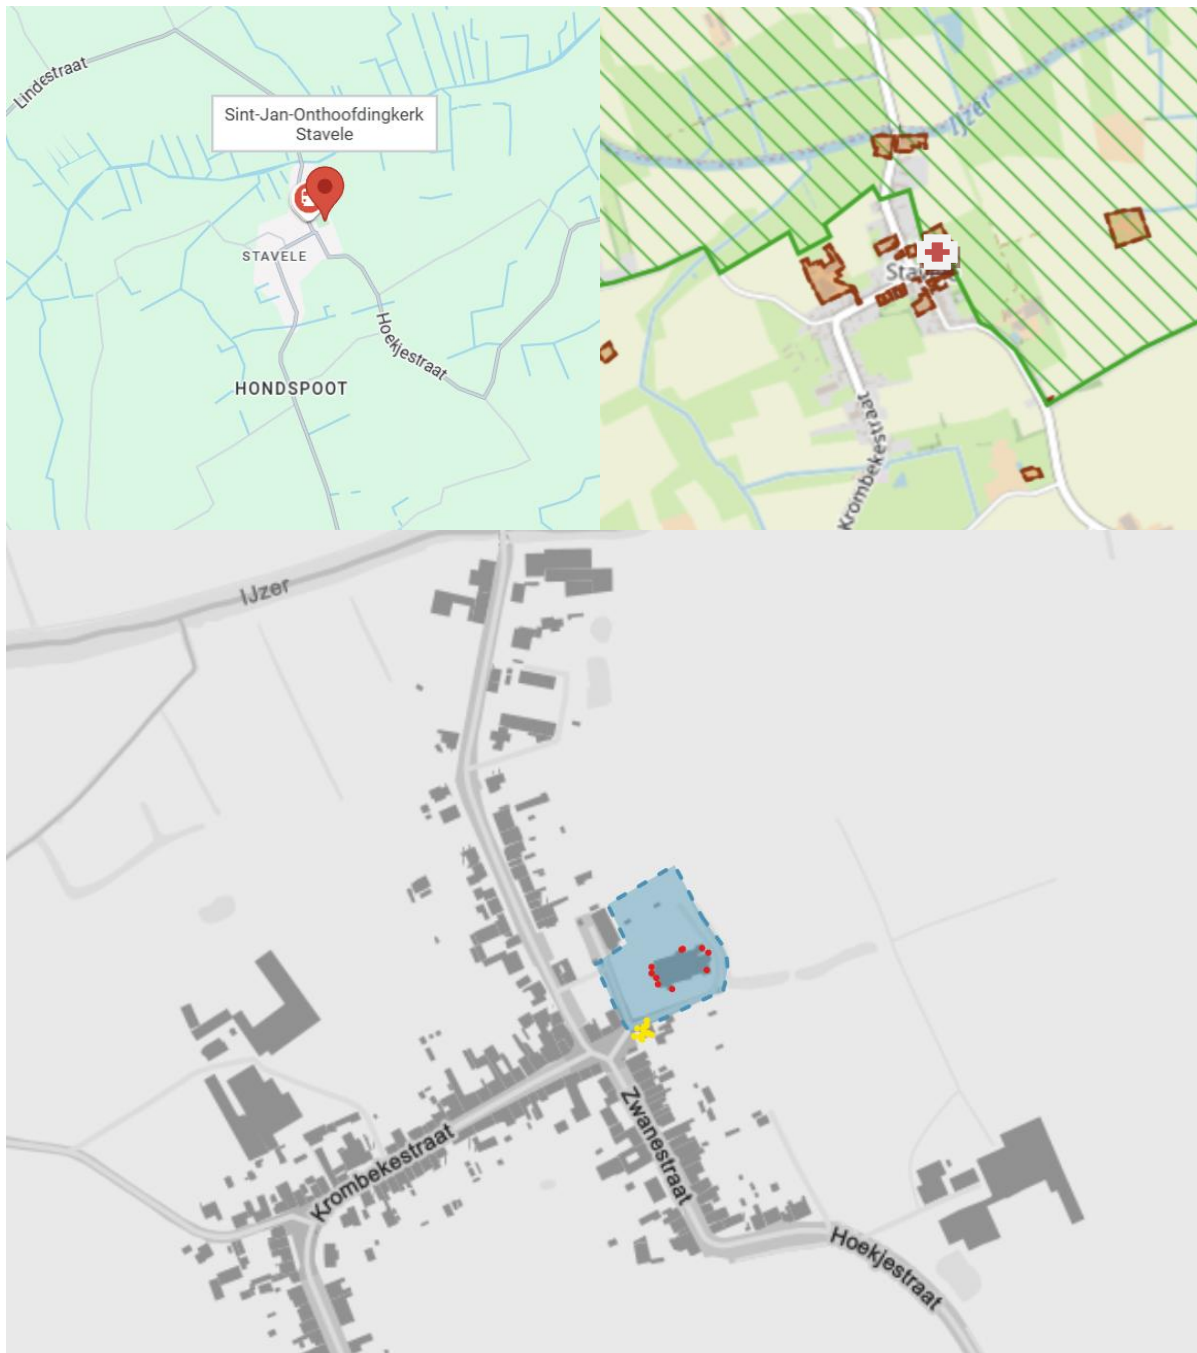 Lindestraat
Sint-Jan-Onthoofdingkerk
Stavele
STAVELE
Hoekjestraat
HONDSPOOT
IJzer
Krombekestraat
IJzer
Krombekestraat
Zwanestraat
Hoekjestraat